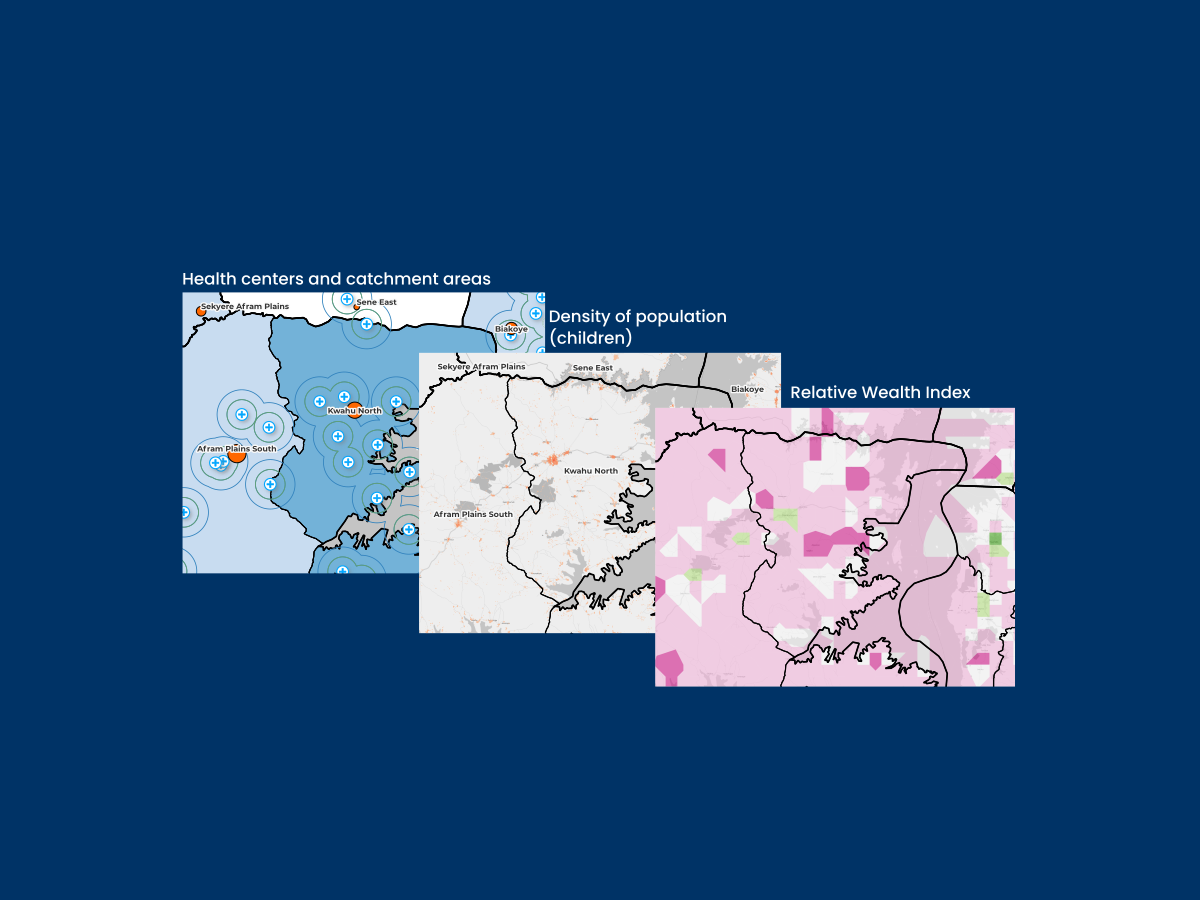 Health centers and catchment areas
Sekyere Afram Plains
Sene East
Biakoye
Kwahu North
Afram Plains South
Density of population
(children)
Sekyere Afram Plains
Sene East
Biakoye
Kwahu North
Afram Plains South
Relative Wealth Index